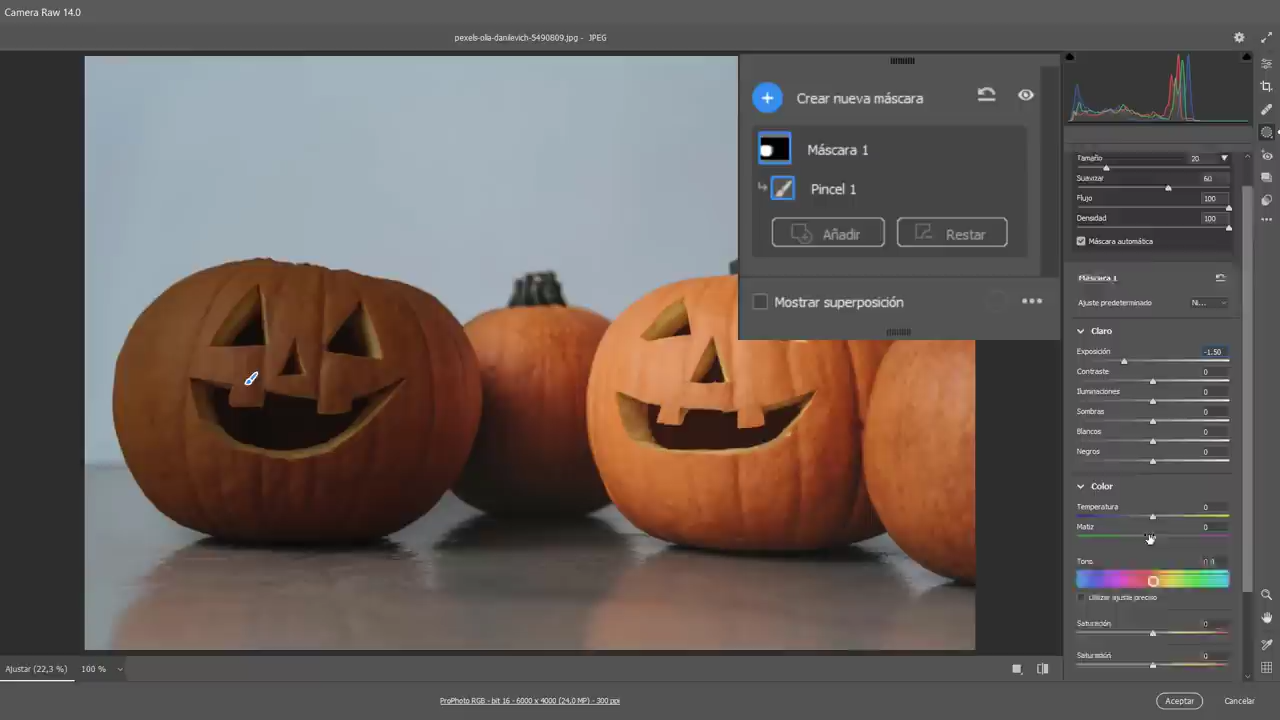 Camera Raw 14.0
pexels-olia-danilevich-5490809.jpg - JPEG
Crear nueva máscara
Máscara 1
Pincel 1
Añadir
Restar
Mostrar superposición
Tamaño 20
Suavizar 60
Flujo 100
Densidad 100
Máscara automática
Máscara 1
Ajuste predeterminado Ni...
Claro
Exposición -1.50
Contraste 0
Iluminaciones 0
Sombras 0
Blancos 0
Negros 0
Color
Temperatura 0
Matiz 0
Tono
Utilizar ajuste preciso
Saturación 0
Saturación 0
Ajustar (22,3 %) 100 %
ProPhoto RGB - bit 16 - 6000 x 4000 (24,0 MP) - 300 ppi
Aceptar
Cancelar